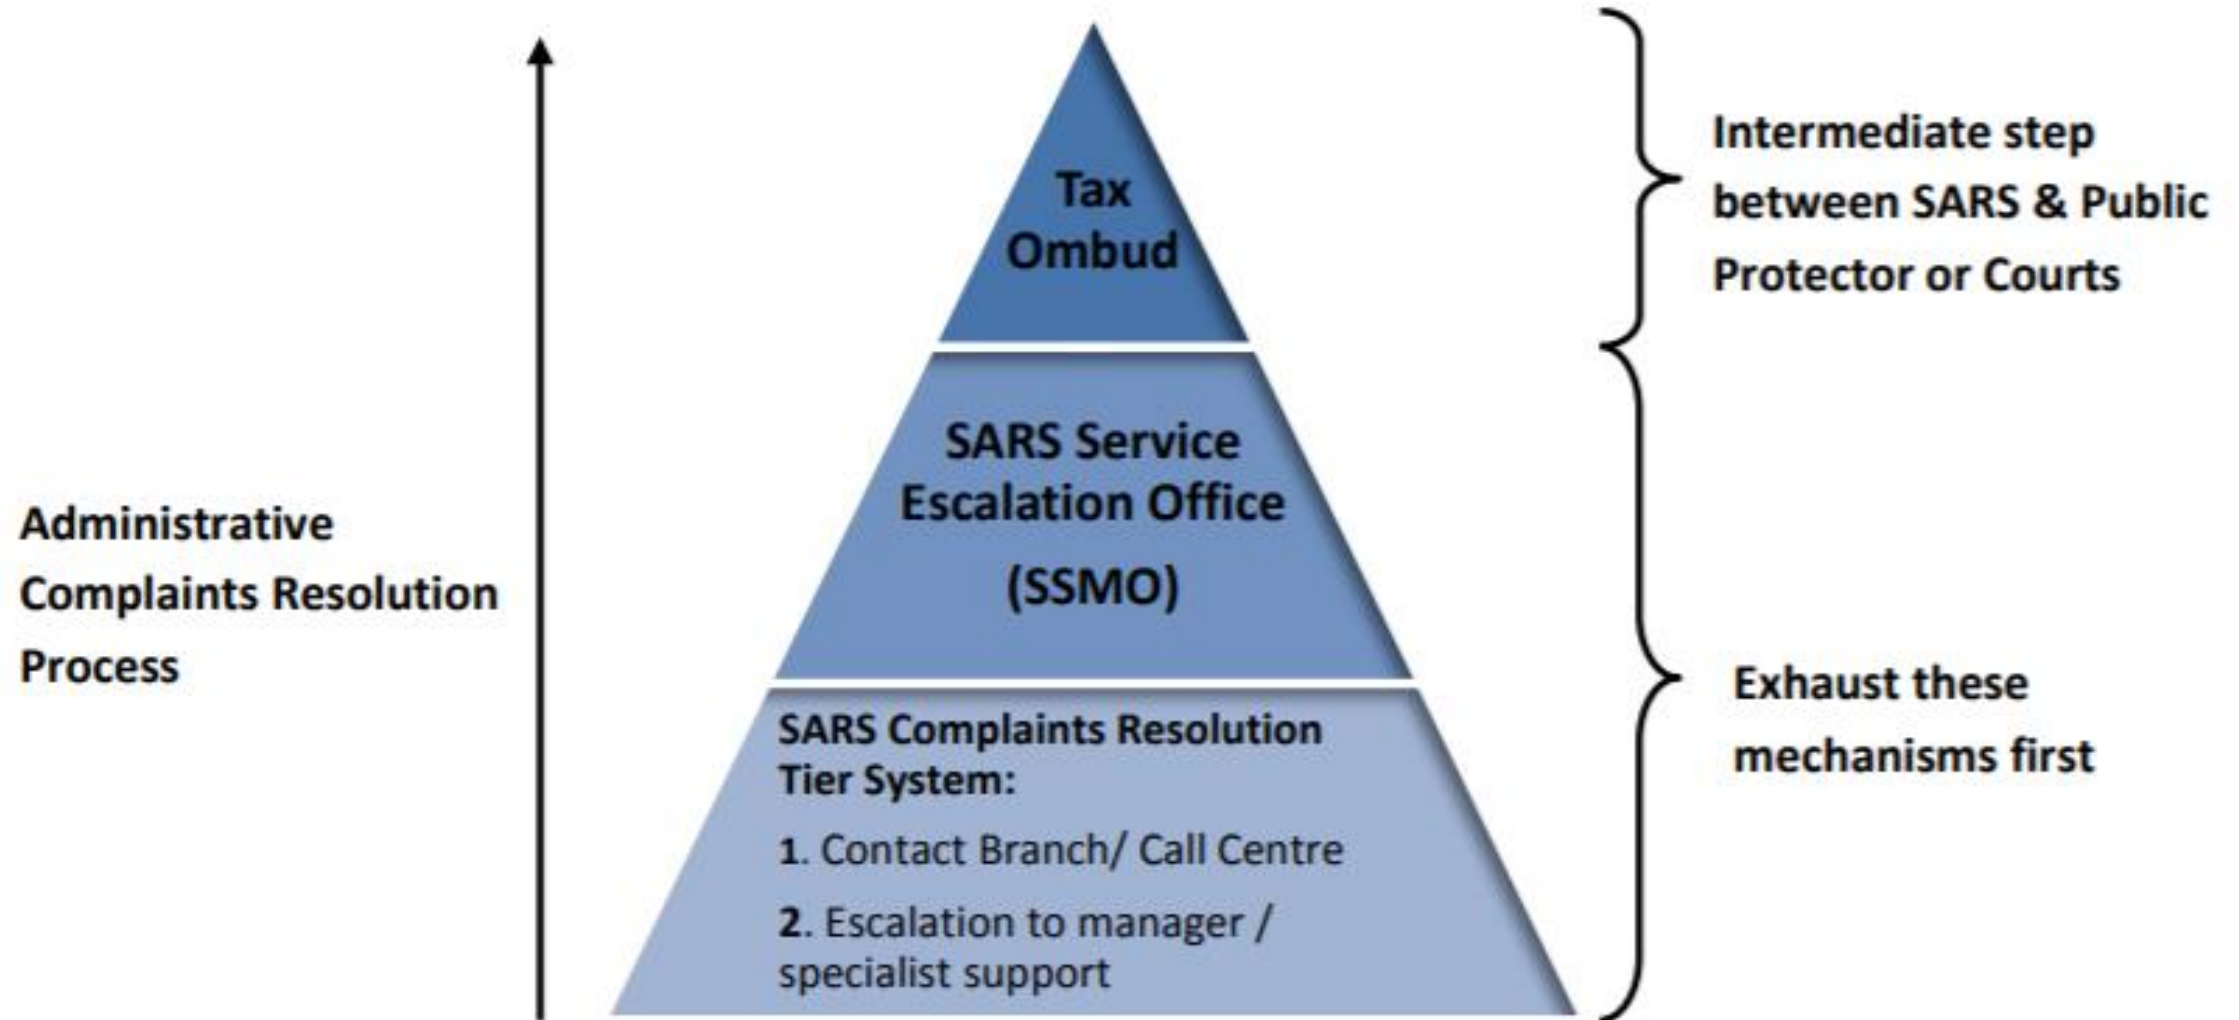 Administrative
Complaints Resolution
Process
Tax
Ombud
SARS Service
Escalation Office
(SSMO)
SARS Complaints Resolution
Tier System:
1. Contact Branch/ Call Centre
2. Escalation to manager /
specialist support
Intermediate step
between SARS & Public
Protector or Courts
Exhaust these
mechanisms first